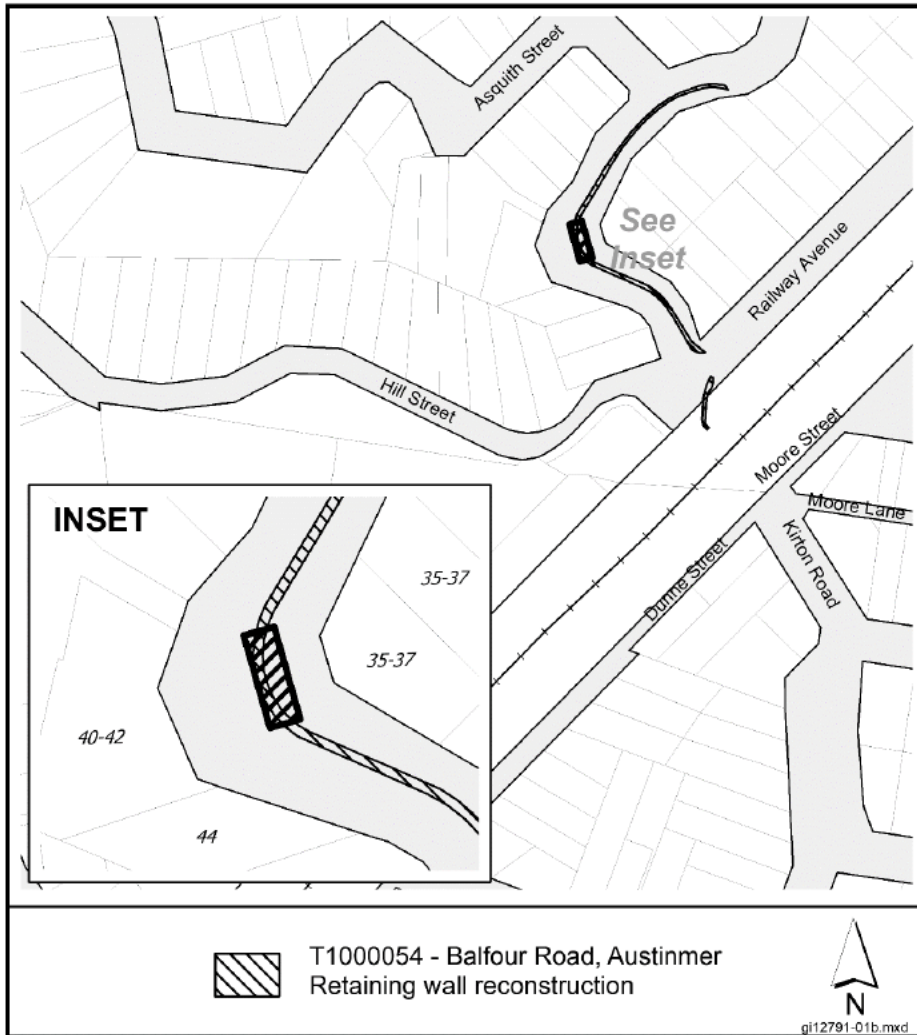 Asquith Street
See
Inset
Railway Avenue
Hill Street
Moore Street
Moore Lane
Kirton Road
Dunne Street
INSET
35-37
35-37
40-42
44
T1000054 - Balfour Road, Austinmer
Retaining wall reconstruction
N
gi12791-01b.mxd